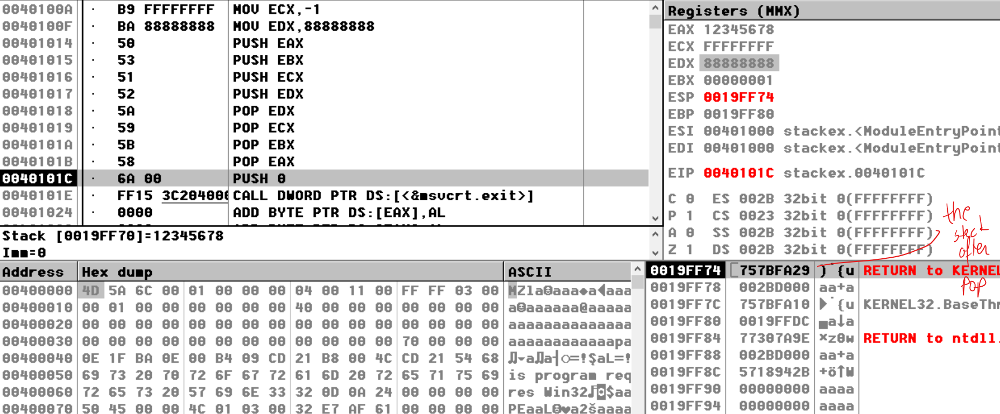 0040100A · B9 FFFFFFFF MOV ECX,-1
0040100F · BA 88888888 MOV EDX,88888888
00401014 · 50 PUSH EAX
00401015 · 53 PUSH EBX
00401016 · 51 PUSH ECX
00401017 · 52 PUSH EDX
00401018 · 5A POP EDX
00401019 · 59 POP ECX
0040101A · 5B POP EBX
0040101B · 58 POP EAX
0040101C · 6A 00 PUSH 0
0040101E · FF15 3C204000 CALL DWORD PTR DS:[<&msvcrt.exit>]
00401024 · 0000 ADD BYTE PTR DS:[EAX],AL
Stack [0019FF70]=12345678
Imm=0
Registers (MMX)
EAX 12345678
ECX FFFFFFFF
EDX 88888888
EBX 00000001
ESP 0019FF74
EBP 0019FF80
ESI 00401000 stackex.<ModuleEntryPoint
EDI 00401000 stackex.<ModuleEntryPoint
EIP 0040101C stackex.0040101C
C 0 ES 002B 32bit 0(FFFFFFFF)
P 1 CS 0023 32bit 0(FFFFFFFF)
A 0 SS 002B 32bit 0(FFFFFFFF)
Z 1 DS 002B 32bit 0(FFFFFFFF)
the
stack
after
pop
Address Hex dump ASCII
00400000 4D 5A 6C 00 01 00 00 00 04 00 11 00 FF FF 03 00 MZla☻aaa♦a◄aaa
00400010 00 01 00 00 00 00 00 00 40 00 00 00 00 00 00 00 a☻aaaaaa@aaaaa
00400020 00 00 00 00 00 00 00 00 00 00 00 00 00 00 00 00 aaaaaaaaaaaaaa
00400030 00 00 00 00 00 00 00 00 00 00 00 00 70 00 00 00 aaaaaaaaaaaapa
00400040 0E 1F BA 0E 00 B4 09 CD 21 B8 00 4C CD 21 54 68
00400050 69 73 20 70 72 6F 67 72 61 6D 20 72 65 71 75 69 is program req
00400060 72 65 73 20 57 69 6E 33 32 0D 0A 24 00 00 00 00 res Win32♪◙$aa
00400070 50 45 00 00 4C 01 03 00 32 E7 AF 61 00 00 00 00 PEaaL☻♥a2šaaaa
0019FF74 757BFA29 ) {u RETURN to KERNEL
0019FF78 002BD000 aa+a
0019FF7C 757BFA10 ►˙{u KERNEL32.BaseThr
0019FF80 0019FFDC ▄a↓a
0019FF84 77307A9E ×z0w RETURN to ntdll.
0019FF88 002BD000 aa+a
0019FF8C 5718942B +ö↑W
0019FF90 00000000 aaaa
0019FF94 00000000 aaaa